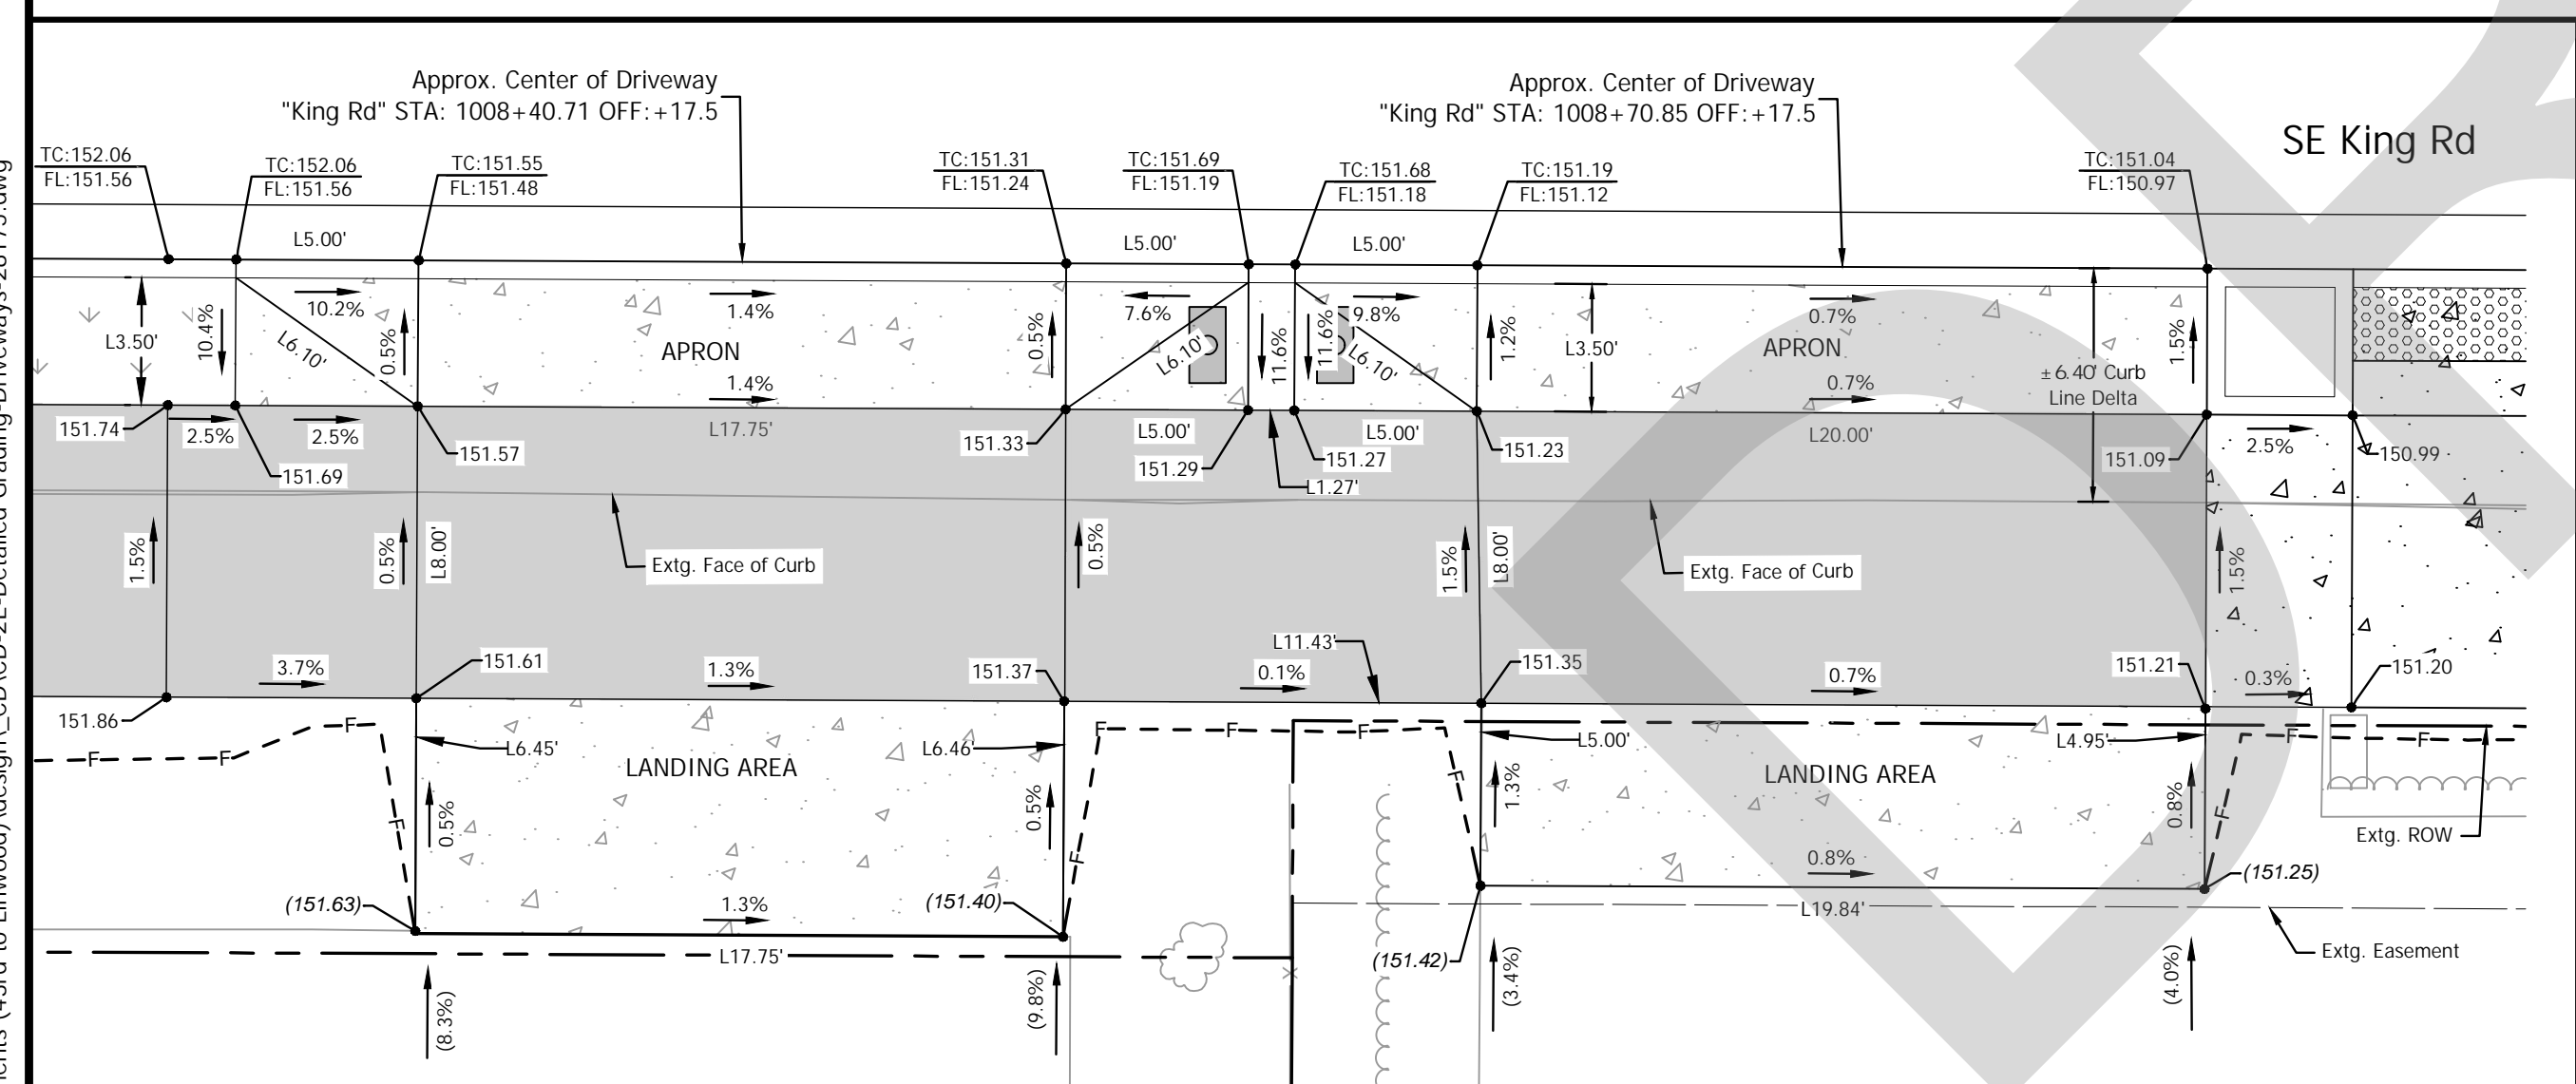 Approx. Center of Driveway
"King Rd" STA: 1008+40.71 OFF:+17.5
Approx. Center of Driveway
"King Rd" STA: 1008+70.85 OFF:+17.5
SE King Rd
TC:152.06
FL:151.56
TC:152.06
FL:151.56
TC:151.55
FL:151.48
TC:151.31
FL:151.24
TC:151.69
FL:151.19
TC:151.68
FL:151.18
TC:151.19
FL:151.12
TC:151.04
FL:150.97
L5.00'
L5.00'
L5.00'
L3.50'
10.4%
10.2%
L6.10'
0.5%
1.4%
APRON
1.4%
0.5%
7.6%
L6.10'
11.6%
11.6%
9.8%
L6.10'
1.2%
L3.50'
0.7%
APRON
0.7%
±6.40' Curb
Line Delta
1.5%
151.74
2.5%
2.5%
151.69
151.57
L17.75'
151.33
L5.00'
151.29
L5.00'
151.27
L1.27'
151.23
L20.00'
151.09
2.5%
150.99
1.5%
0.5%
L8.00'
Extg. Face of Curb
0.5%
1.5%
L8.00'
Extg. Face of Curb
1.5%
3.7%
151.61
1.3%
151.37
L11.43'
0.1%
151.35
0.7%
151.21
0.3%
151.20
151.86
F
F
F
F
L6.45'
LANDING AREA
L6.46'
F
F
F
F
F
L5.00'
LANDING AREA
L4.95'
F
F
F
0.5%
0.5%
1.3%
0.8%
0.8%
Extg. ROW
(151.63)
1.3%
(151.40)
(151.25)
L17.75'
L19.84'
(151.42)
Extg. Easement
(8.3%)
(9.8%)
(3.4%)
(4.0%)